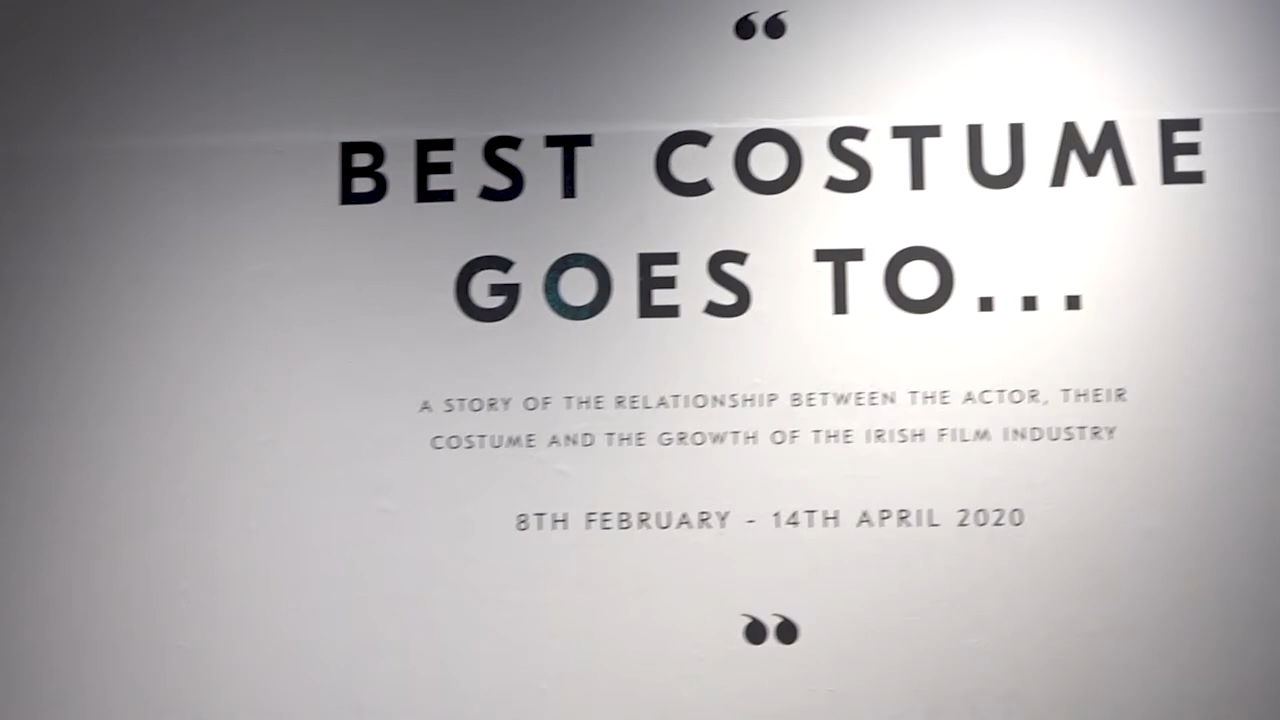 “
BEST COSTUME
GOES TO...
A STORY OF THE RELATIONSHIP BETWEEN THE ACTOR, THEIR
COSTUME AND THE GROWTH OF THE IRISH FILM INDUSTRY
8TH FEBRUARY - 14TH APRIL 2020
”